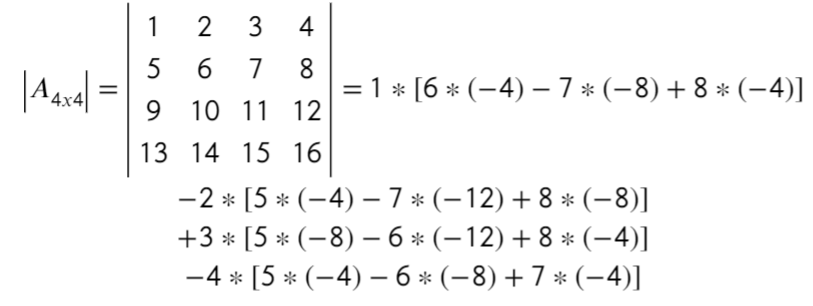 |A₄ₓ₄| = | 1 2 3 4 |
| 5 6 7 8 |
| 9 10 11 12 |
| 13 14 15 16 | = 1 * [6 * (−4) − 7 * (−8) + 8 * (−4)]
−2 * [5 * (−4) − 7 * (−12) + 8 * (−8)]
+3 * [5 * (−8) − 6 * (−12) + 8 * (−4)]
−4 * [5 * (−4) − 6 * (−8) + 7 * (−4)]